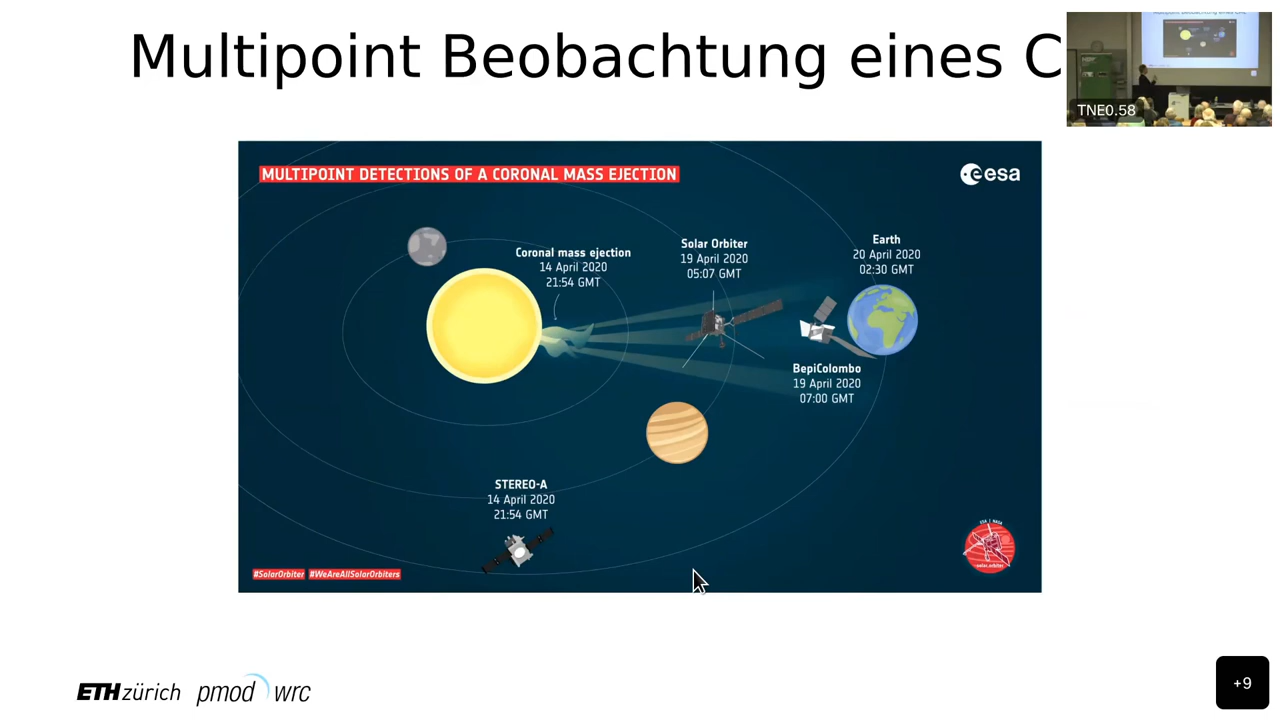 Multipoint Beobachtung eines C
TNE0.58
MULTIPOINT DETECTIONS OF A CORONAL MASS EJECTION
esa
Coronal mass ejection
14 April 2020
21:54 GMT
Solar Orbiter
19 April 2020
05:07 GMT
Earth
20 April 2020
02:30 GMT
BepiColombo
19 April 2020
07:00 GMT
STEREO-A
14 April 2020
21:54 GMT
#SolarOrbiter #WeAreAllSolarOrbiters
solar orbiter
ETH zürich pmod wrc
+9